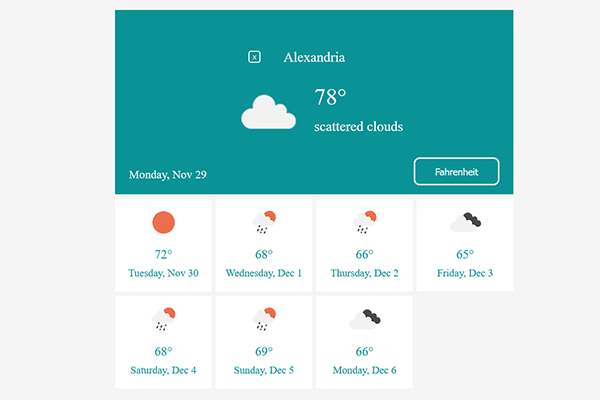 x Alexandria
78°
scattered clouds
Monday, Nov 29
Fahrenheit
72°
Tuesday, Nov 30
68°
Wednesday, Dec 1
66°
Thursday, Dec 2
65°
Friday, Dec 3
68°
Saturday, Dec 4
69°
Sunday, Dec 5
66°
Monday, Dec 6